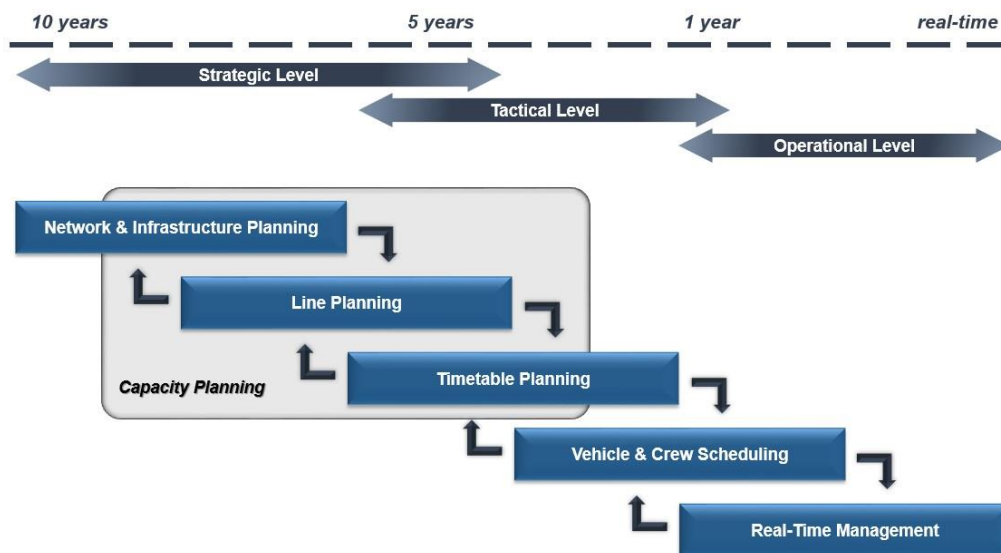 10 years 5 years 1 year real-time
Strategic Level
Tactical Level
Operational Level
Network & Infrastructure Planning
Line Planning
Timetable Planning
Capacity Planning
Vehicle & Crew Scheduling
Real-Time Management